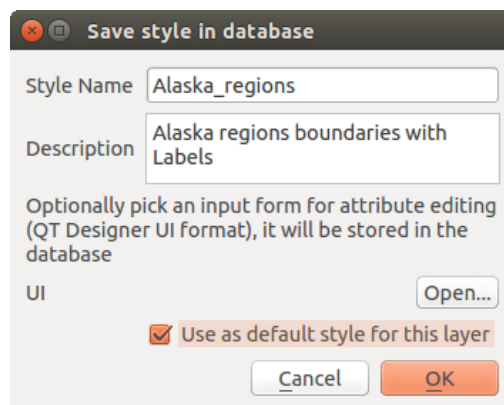 Save style in database
Style Name Alaska_regions
Description Alaska regions boundaries with
Labels
Optionally pick an input form for attribute editing
(QT Designer UI format), it will be stored in the
database
UI Open...
Use as default style for this layer
Cancel OK